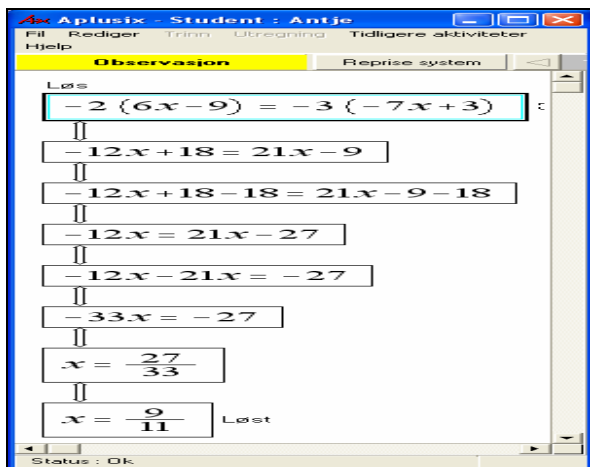 Aplusix - Student : Antje
Fil Rediger Trinn Utregning Tidligere aktiviteter
Hjelp
Observasjon Reprise system
Løs
−2 (6x − 9) = −3 (−7x + 3)
−12x + 18 = 21x − 9
−12x + 18 − 18 = 21x − 9 − 18
−12x = 21x − 27
−12x − 21x = −27
−33x = −27
x = 27/33
x = 9/11 Løst
Status : Ok